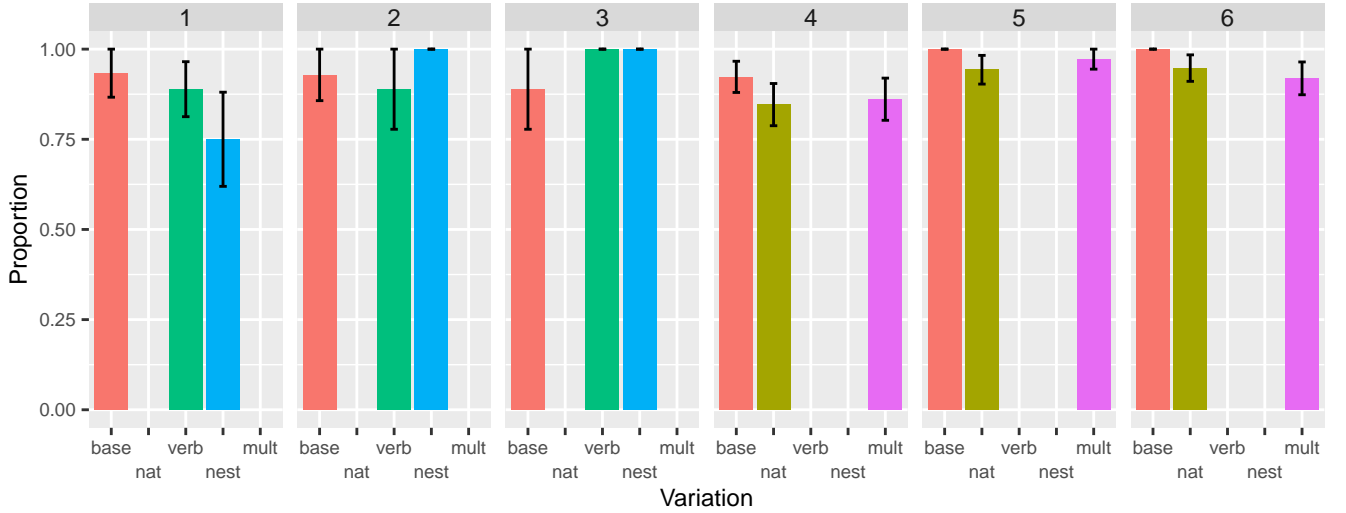 1 2 3 4 5 6
1.00
0.75
0.50
0.25
0.00
Proportion
base verb mult base verb mult base verb mult base verb mult base verb mult base verb mult
nat nest nat nest nat nest nat nest nat nest nat nest
Variation